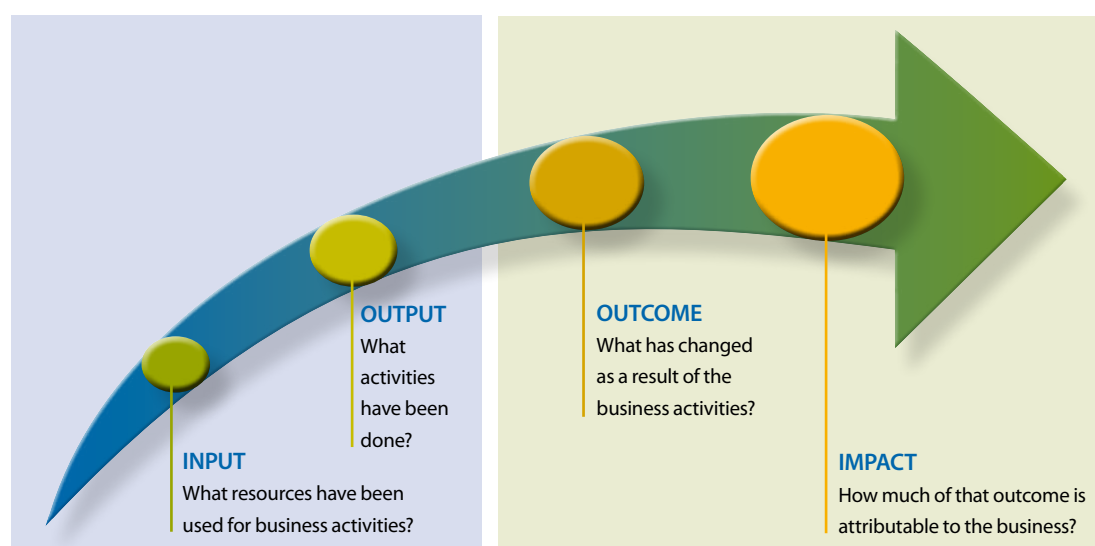 INPUT
What resources have been
used for business activities?
OUTPUT
What
activities
have been
done?
OUTCOME
What has changed
as a result of the
business activities?
IMPACT
How much of that outcome is
attributable to the business?